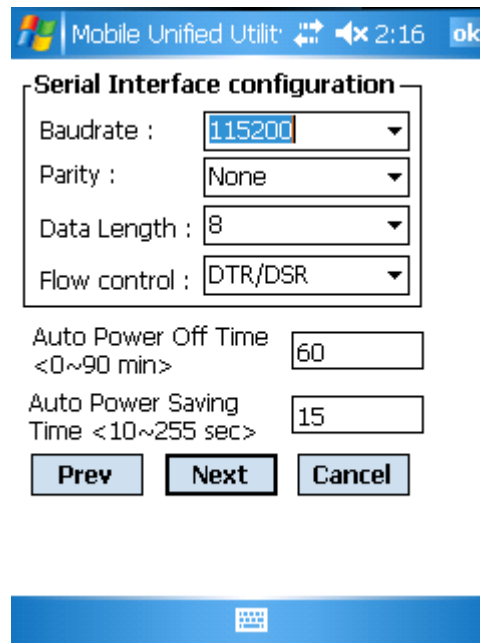 Mobile Unified Utilit 2:16 ok
Serial Interface configuration
Baudrate : 115200
Parity : None
Data Length : 8
Flow control : DTR/DSR
Auto Power Off Time
<0~90 min> 60
Auto Power Saving
Time <10~255 sec> 15
Prev Next Cancel